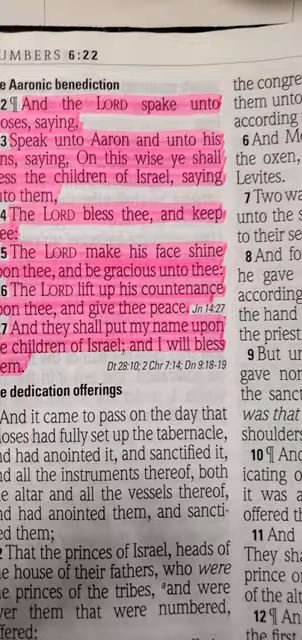 UMBERS 6:22
e Aaronic benediction
2 ¶ And the LORD spake unto
oses, saying,
3 Speak unto Aaron and unto his
ns, saying, On this wise ye shall
ess the children of Israel, saying
to them,
4 The LORD bless thee, and keep
ee:
5 The LORD make his face shine
pon thee, and be gracious unto thee:
6 The LORD lift up his countenance
pon thee, and give thee peace. Jn 14:27
7 And they shall put my name upon
e children of Israel; and I will bless
em. Dt 28:10; 2 Chr 7:14; Dn 9:18-19
e dedication offerings
And it came to pass on the day that
oses had fully set up the tabernacle,
d had anointed it, and sanctified it,
d all the instruments thereof, both
e altar and all the vessels thereof,
d had anointed them, and sancti-
ed them;
2 That the princes of Israel, heads of
e house of their fathers, who were
e princes of the tribes, a and were
er them that were numbered,
fered:
the congre
them unto
according
6 And Mo
the oxen,
Levites.
7 Two wa
unto the s
to their se
8 And fo
he gave
according
the hand
the priest
9 But un
gave non
the sanct
was that
shoulders
10 ¶ And
icating o
it was a
offered th
11 And
They sha
prince o
of the alt
12 ¶ An
the firs